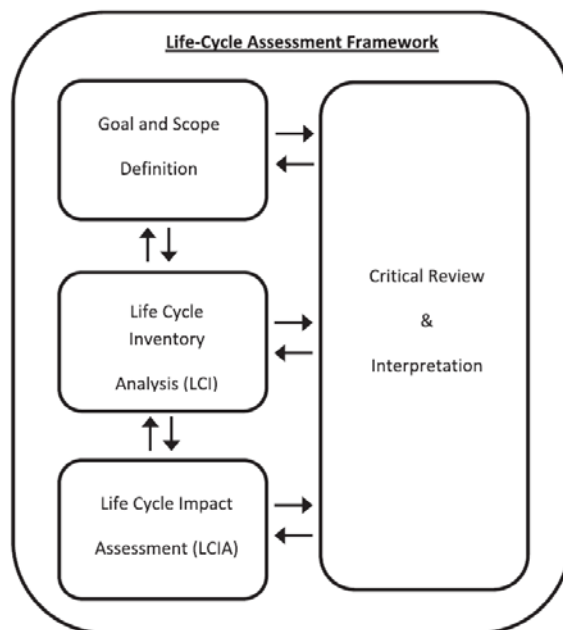 Life-Cycle Assessment Framework
Goal and Scope
Definition
Life Cycle
Inventory
Analysis (LCI)
Life Cycle Impact
Assessment (LCIA)
Critical Review
&
Interpretation